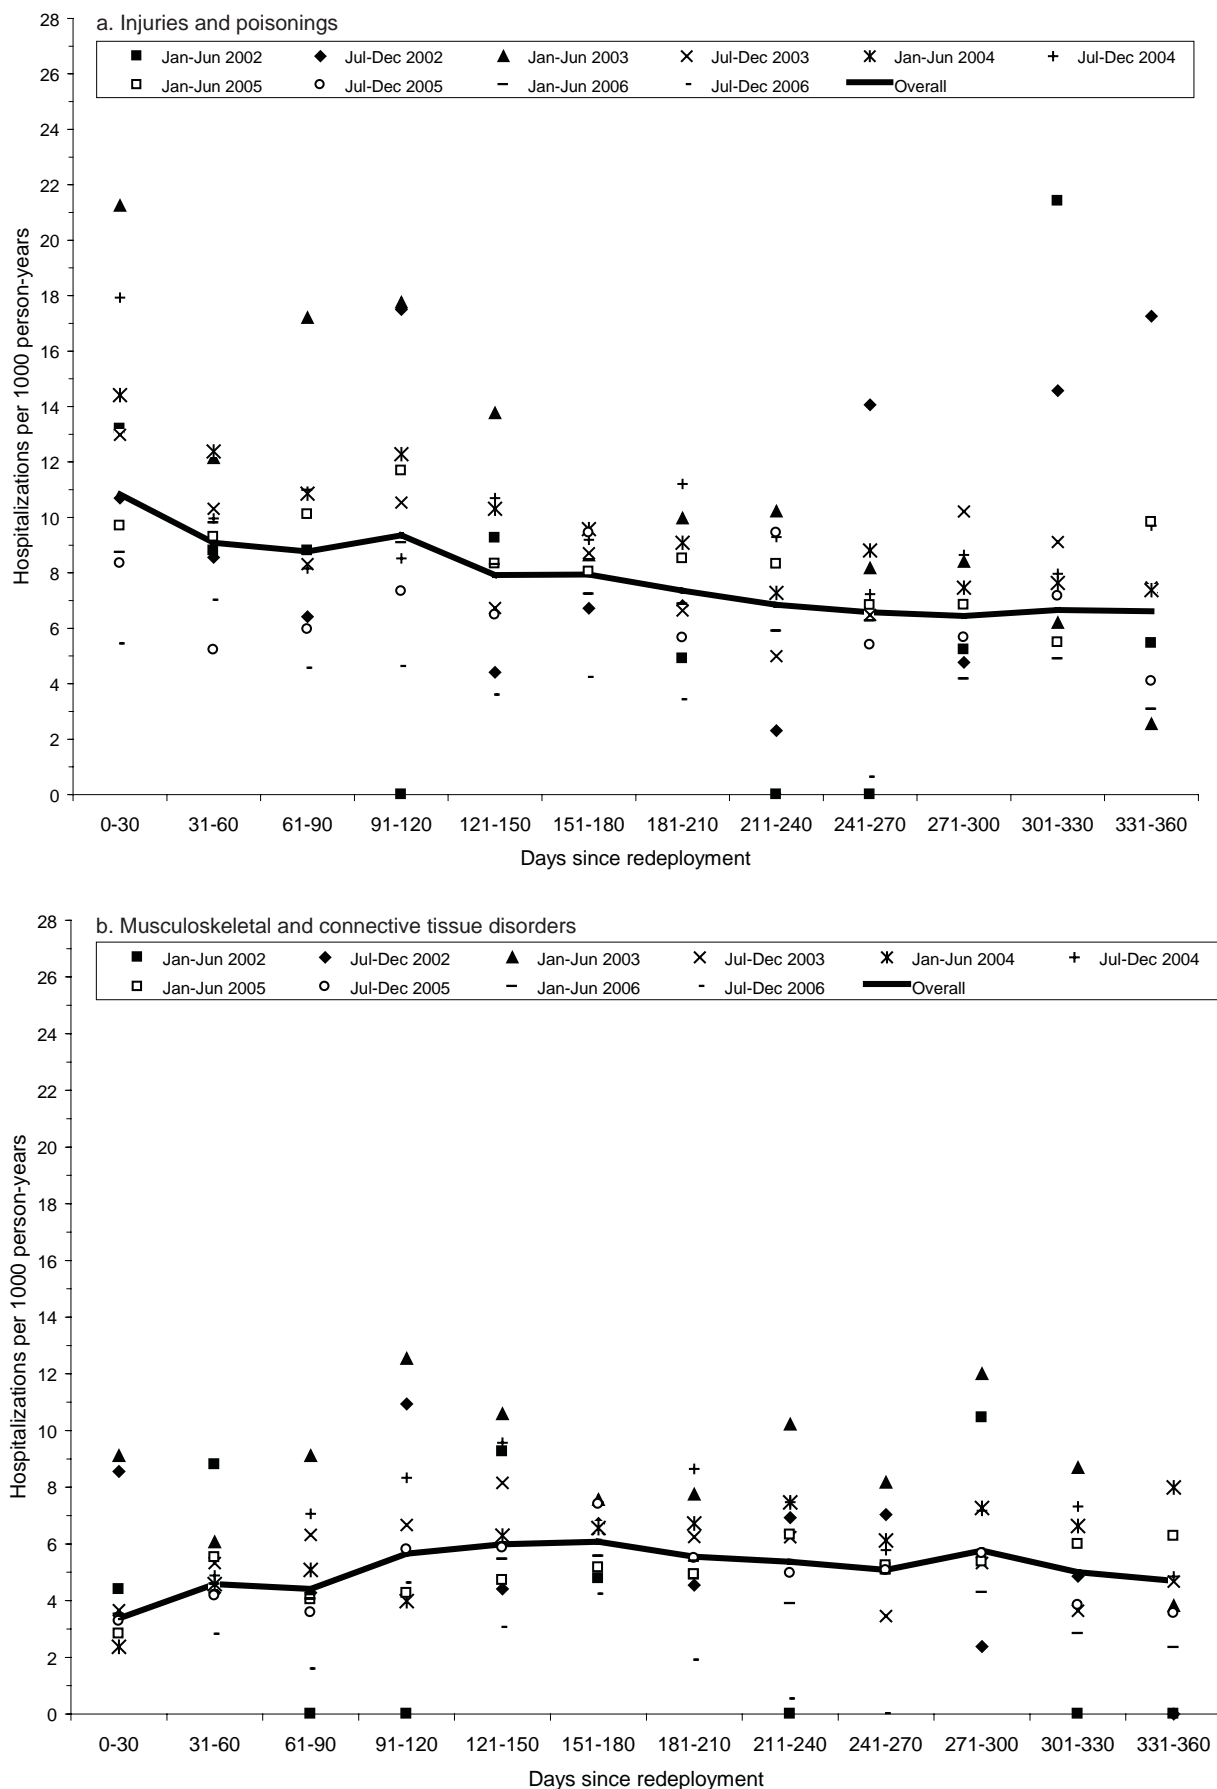 a. Injuries and poisonings
Jan-Jun 2002 Jul-Dec 2002 Jan-Jun 2003 Jul-Dec 2003 Jan-Jun 2004 Jul-Dec 2004
Jan-Jun 2005 Jul-Dec 2005 Jan-Jun 2006 Jul-Dec 2006 Overall
Hospitalizations per 1000 person-years
28
26
24
22
20
18
16
14
12
10
8
6
4
2
0
0-30 31-60 61-90 91-120 121-150 151-180 181-210 211-240 241-270 271-300 301-330 331-360
Days since redeployment
b. Musculoskeletal and connective tissue disorders
Jan-Jun 2002 Jul-Dec 2002 Jan-Jun 2003 Jul-Dec 2003 Jan-Jun 2004 Jul-Dec 2004
Jan-Jun 2005 Jul-Dec 2005 Jan-Jun 2006 Jul-Dec 2006 Overall
Hospitalizations per 1000 person-years
28
26
24
22
20
18
16
14
12
10
8
6
4
2
0
0-30 31-60 61-90 91-120 121-150 151-180 181-210 211-240 241-270 271-300 301-330 331-360
Days since redeployment